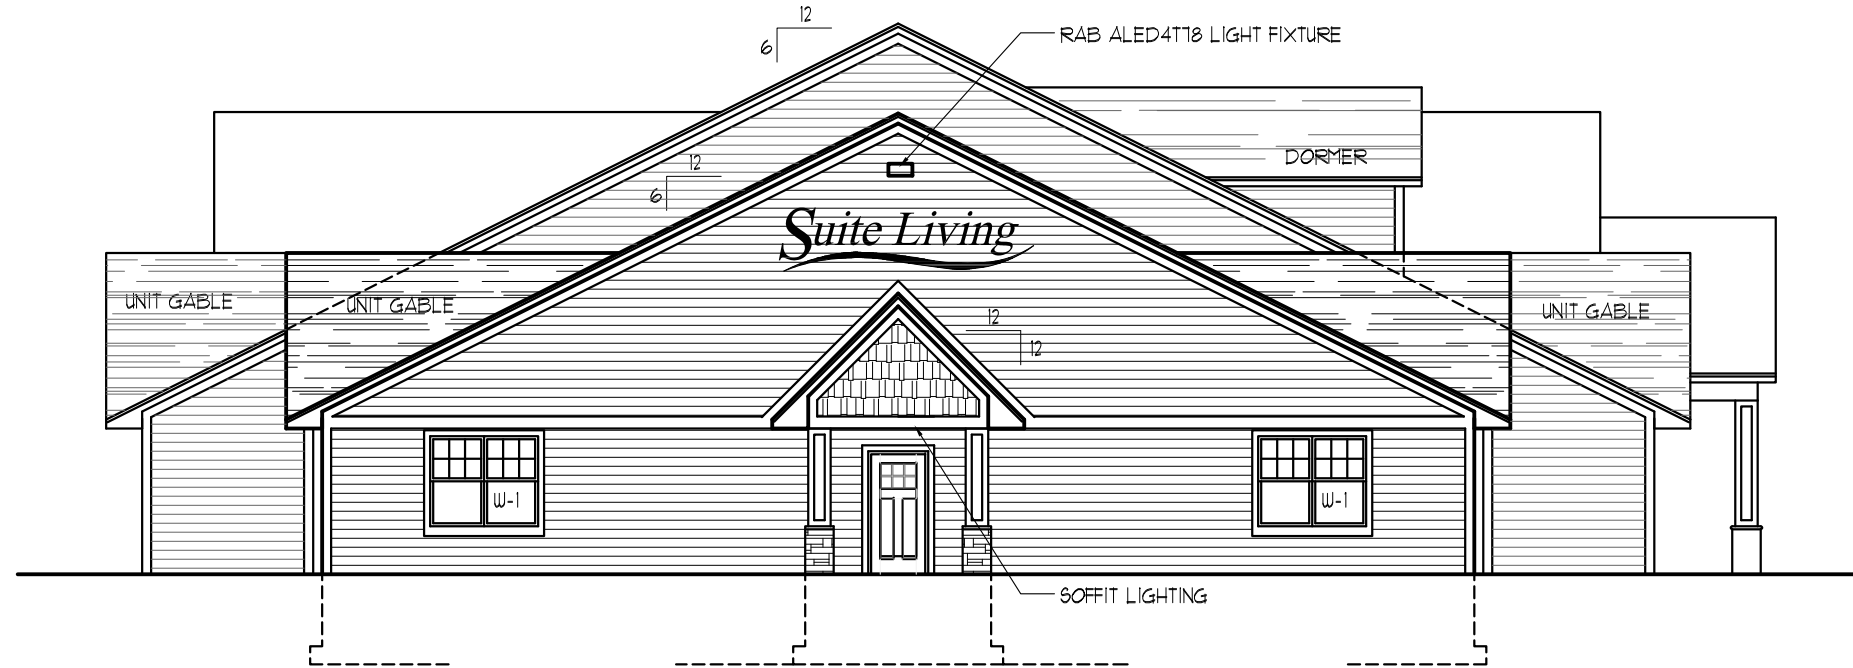 12
6
RAB ALED4T78 LIGHT FIXTURE
DORMER
12
6
Suite Living
UNIT GABLE
UNIT GABLE
UNIT GABLE
12
12
W-1
W-1
SOFFIT LIGHTING